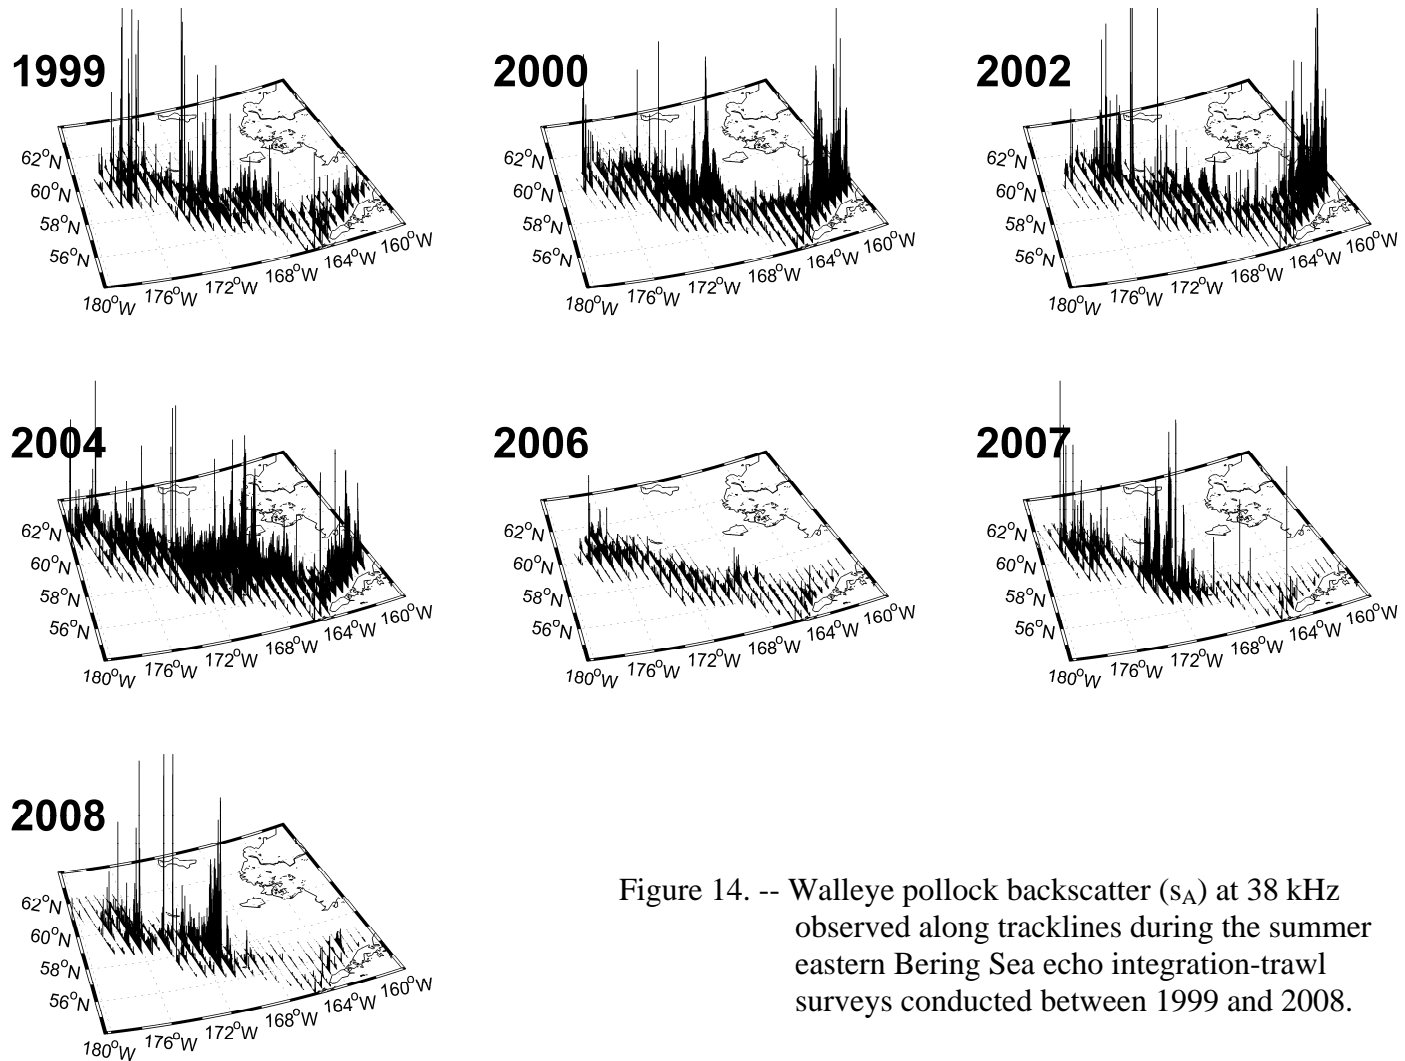 1999
62°N
60°N
58°N
56°N
180°W 176°W 172°W 168°W 164°W 160°W
2000
62°N
60°N
58°N
56°N
180°W 176°W 172°W 168°W 164°W 160°W
2002
62°N
60°N
58°N
56°N
180°W 176°W 172°W 168°W 164°W 160°W
2004
62°N
60°N
58°N
56°N
180°W 176°W 172°W 168°W 164°W 160°W
2006
62°N
60°N
58°N
56°N
180°W 176°W 172°W 168°W 164°W 160°W
2007
62°N
60°N
58°N
56°N
180°W 176°W 172°W 168°W 164°W 160°W
2008
62°N
60°N
58°N
56°N
180°W 176°W 172°W 168°W 164°W 160°W
Figure 14. -- Walleye pollock backscatter (sA) at 38 kHz
observed along tracklines during the summer
eastern Bering Sea echo integration-trawl
surveys conducted between 1999 and 2008.